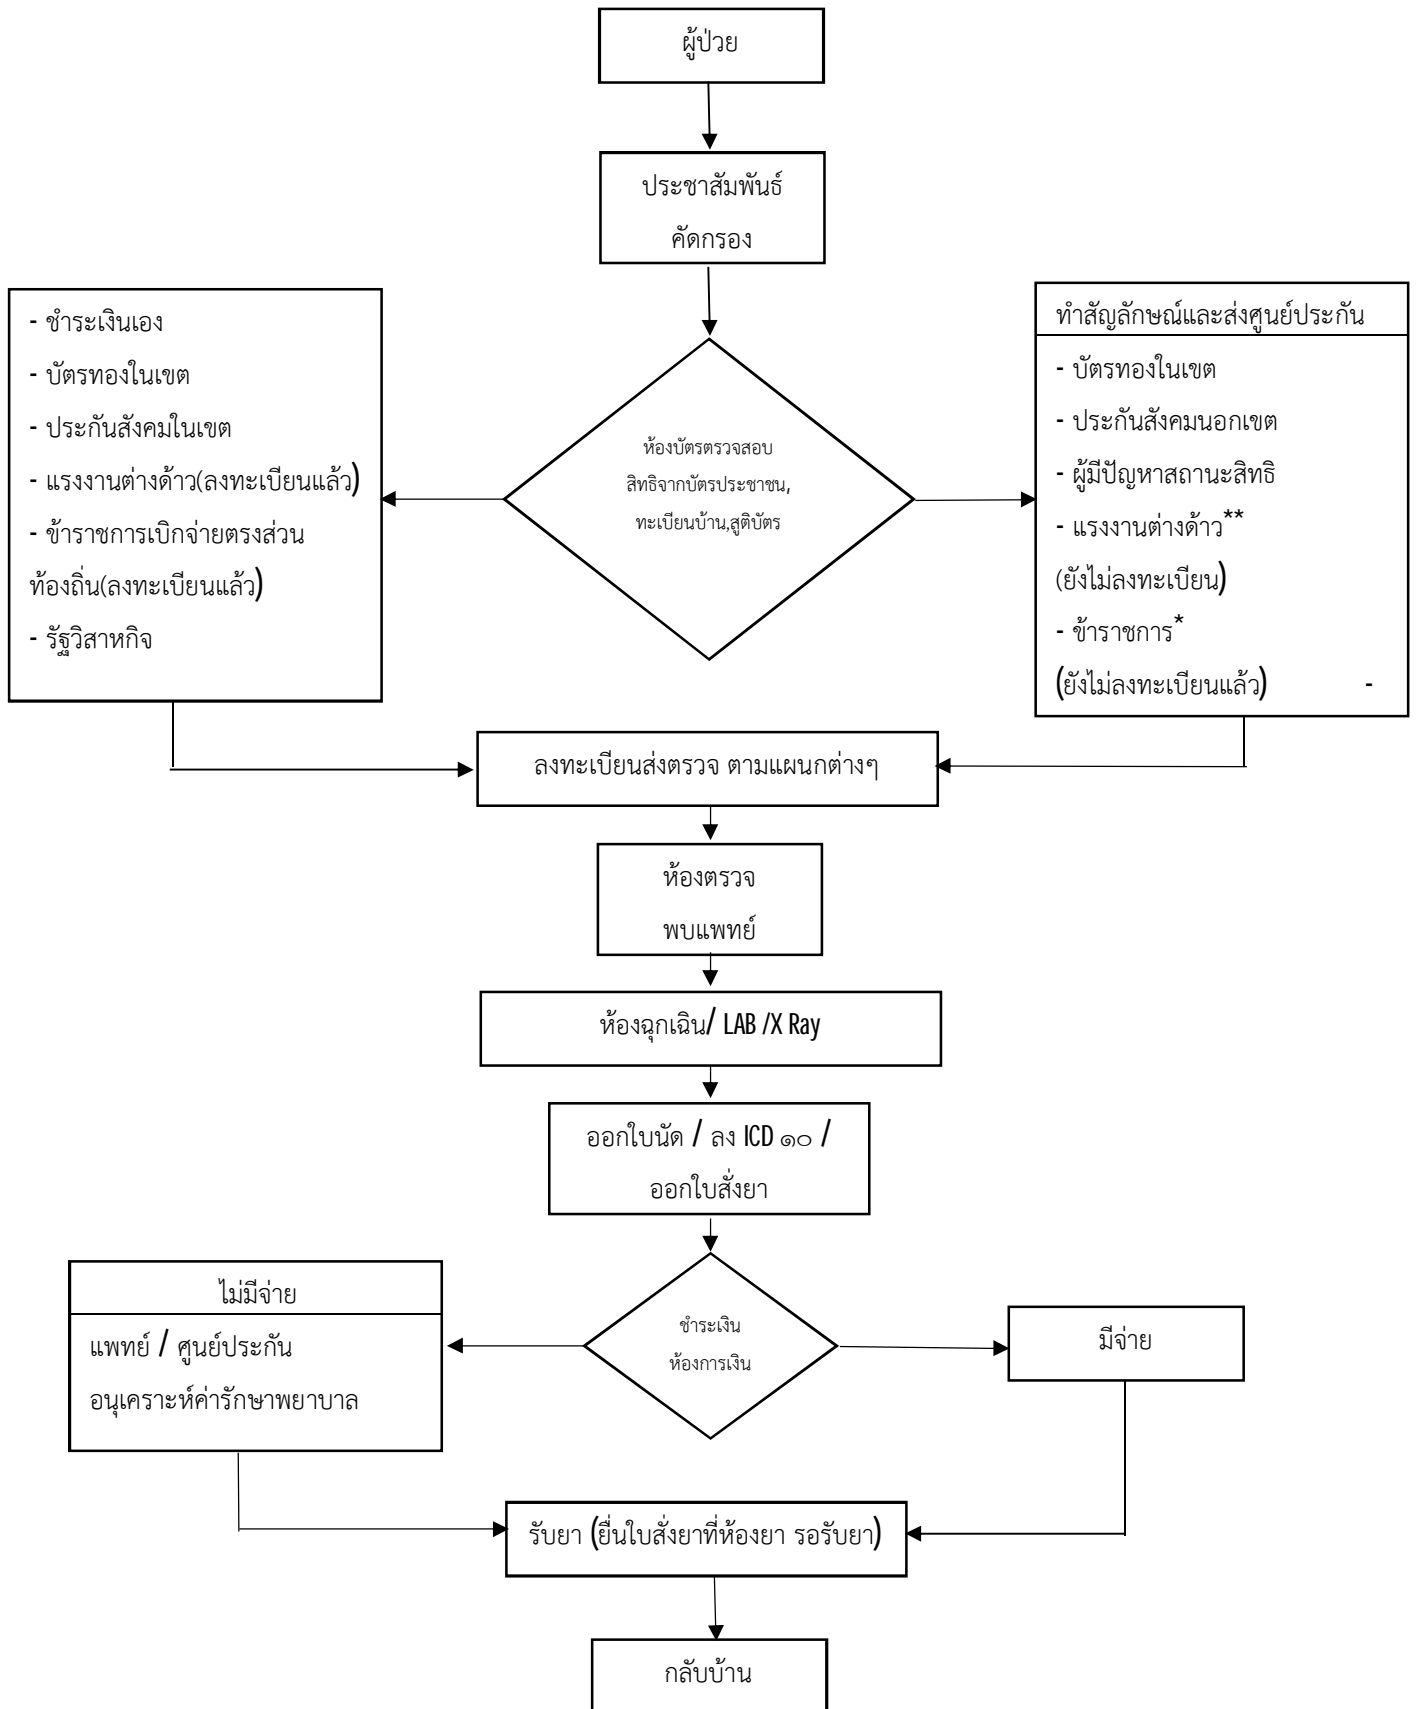 ผู้ป่วย
ประชาสัมพันธ์
คัดกรอง
- ชำระเงินเอง
- บัตรทองในเขต
- ประกันสังคมในเขต
- แรงงานต่างด้าว(ลงทะเบียนแล้ว)
- ข้าราชการเบิกจ่ายตรงส่วน
ท้องถิ่น(ลงทะเบียนแล้ว)
- รัฐวิสาหกิจ
ห้องบัตรตรวจสอบ
สิทธิจากบัตรประชาชน,
ทะเบียนบ้าน,สูติบัตร
ทำสัญลักษณ์และส่งศูนย์ประกัน
- บัตรทองในเขต
- ประกันสังคมนอกเขต
- ผู้มีปัญหาสถานะสิทธิ
- แรงงานต่างด้าว**
(ยังไม่ลงทะเบียน)
- ข้าราชการ*
(ยังไม่ลงทะเบียนแล้ว) -
ลงทะเบียนส่งตรวจ ตามแผนกต่างๆ
ห้องตรวจ
พบแพทย์
ห้องฉุกเฉิน/ LAB /X Ray
ออกใบนัด / ลง ICD ๑๐ /
ออกใบสั่งยา
ไม่มีจ่าย
แพทย์ / ศูนย์ประกัน
อนุเคราะห์ค่ารักษาพยาบาล
ชำระเงิน
ห้องการเงิน
มีจ่าย
รับยา (ยื่นใบสั่งยาที่ห้องยา รอรับยา)
กลับบ้าน